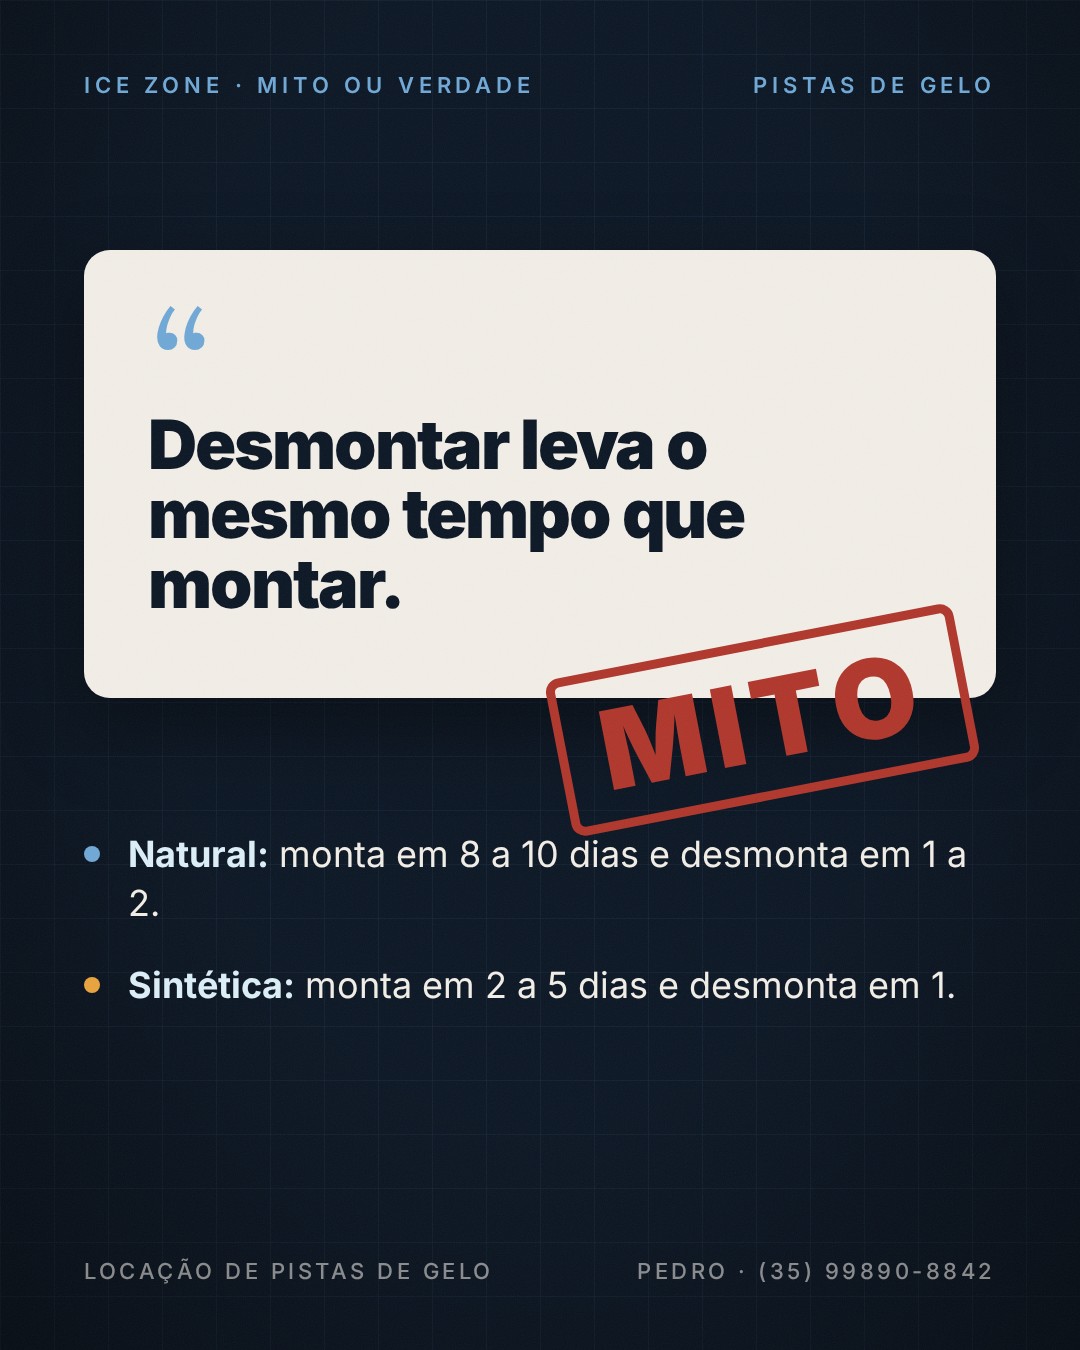 ICE ZONE · MITO OU VERDADE
PISTAS DE GELO
“
Desmontar leva o
mesmo tempo que
montar.
MITO
Natural: monta em 8 a 10 dias e desmonta em 1 a
2.
Sintética: monta em 2 a 5 dias e desmonta em 1.
LOCAÇÃO DE PISTAS DE GELO
PEDRO · (35) 99890-8842